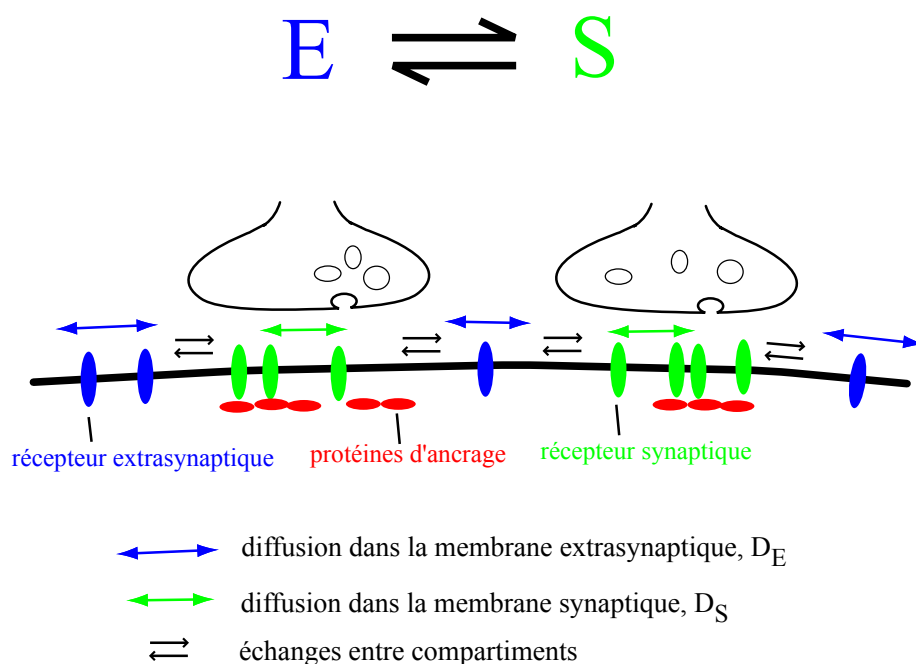 E S
récepteur extrasynaptique protéines d'ancrage récepteur synaptique
diffusion dans la membrane extrasynaptique, D_E
diffusion dans la membrane synaptique, D_S
échanges entre compartiments